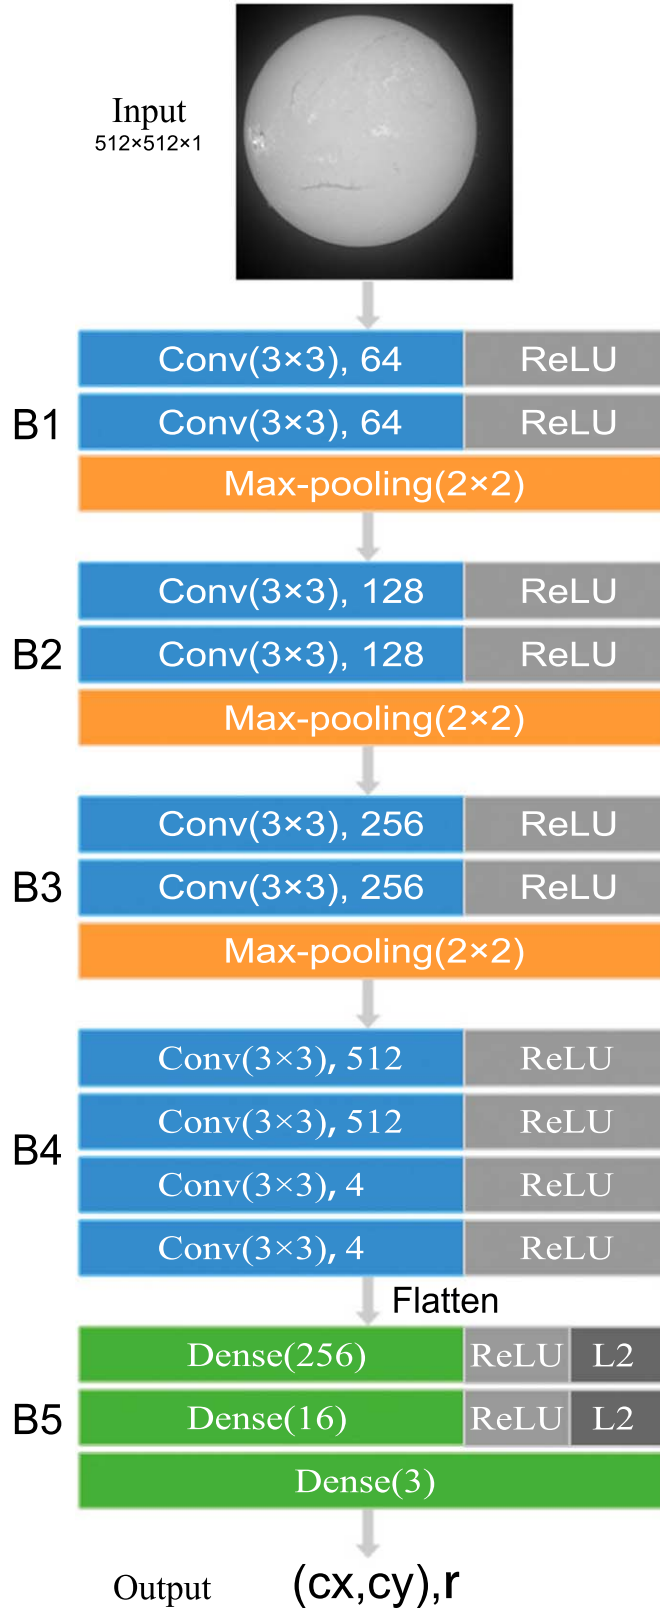 Input
512×512×1
Conv(3×3), 64 ReLU
B1
Conv(3×3), 64 ReLU
Max-pooling(2×2)
Conv(3×3), 128 ReLU
B2
Conv(3×3), 128 ReLU
Max-pooling(2×2)
Conv(3×3), 256 ReLU
B3
Conv(3×3), 256 ReLU
Max-pooling(2×2)
Conv(3×3), 512 ReLU
Conv(3×3), 512 ReLU
B4
Conv(3×3), 4 ReLU
Conv(3×3), 4 ReLU
Flatten
Dense(256) ReLU L2
B5
Dense(16) ReLU L2
Dense(3)
Output (cx,cy),r